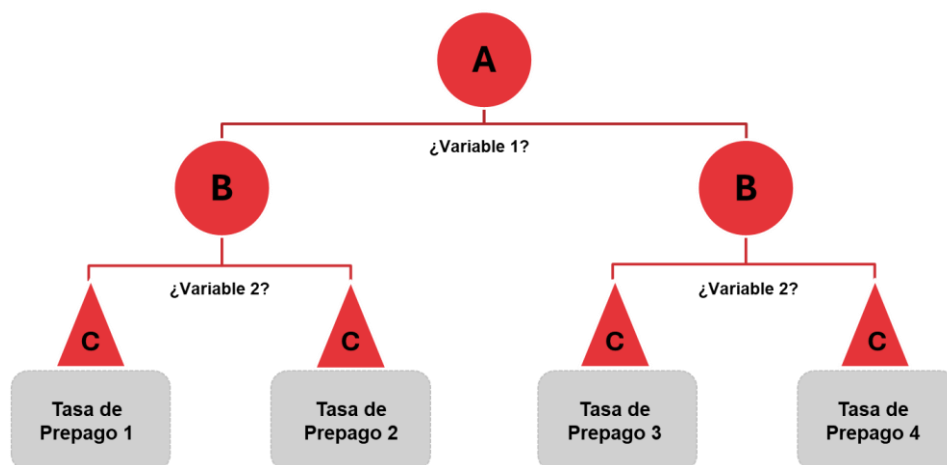 A
¿Variable 1?
B
B
¿Variable 2?
¿Variable 2?
C
C
C
C
Tasa de
Prepago 1
Tasa de
Prepago 2
Tasa de
Prepago 3
Tasa de
Prepago 4